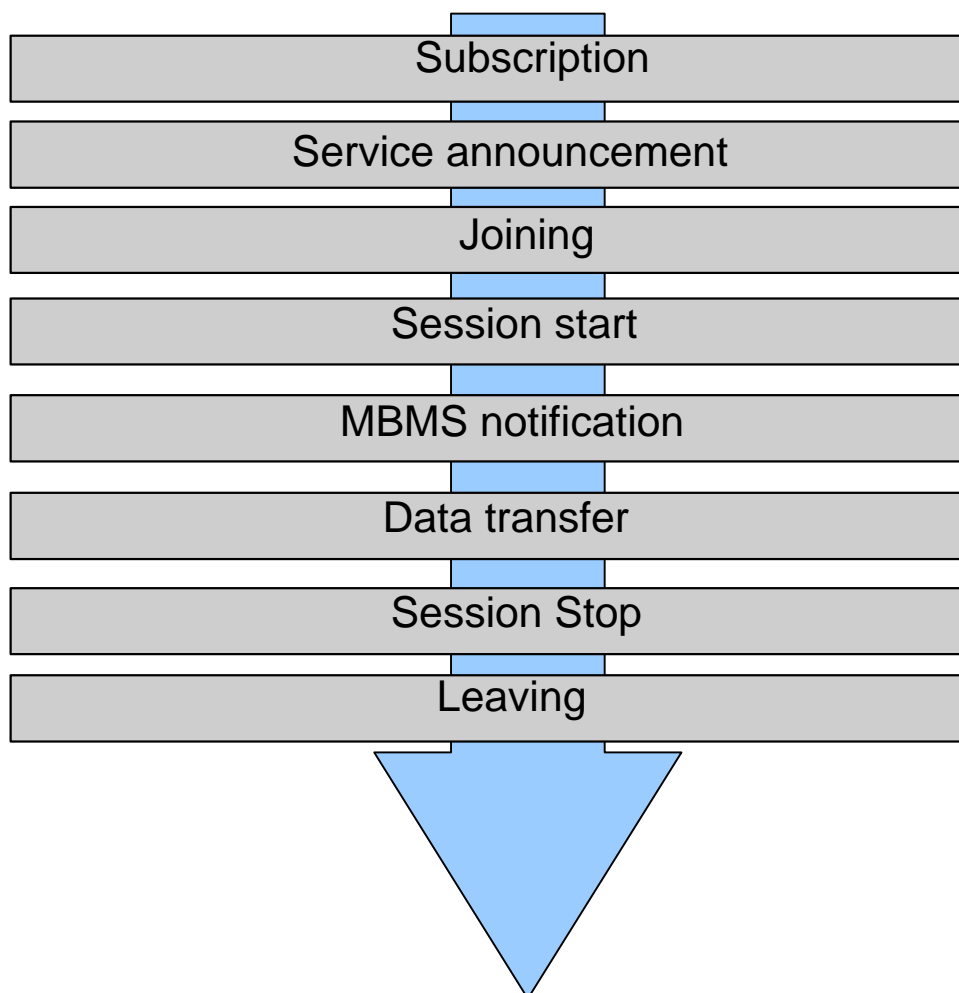 Subscription
Service announcement
Joining
Session start
MBMS notification
Data transfer
Session Stop
Leaving